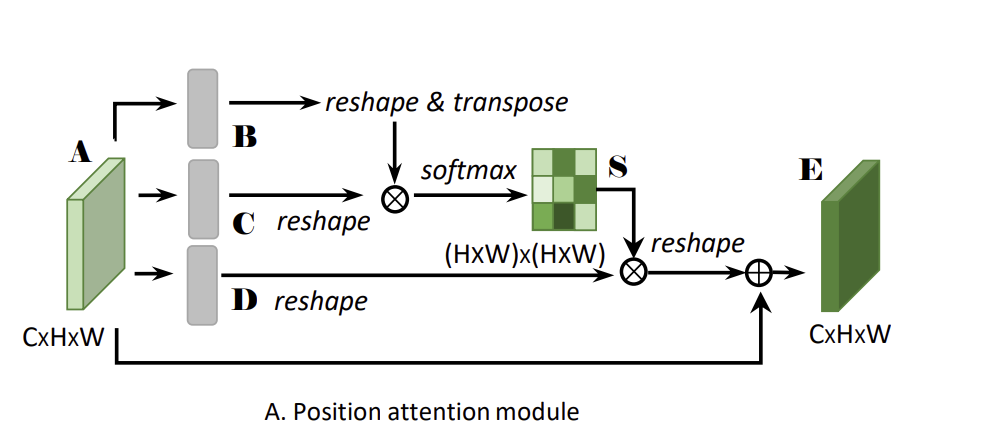 reshape & transpose
B
A
softmax
S
E
C reshape
(HxW)x(HxW)
reshape
D reshape
CxHxW
CxHxW
A. Position attention module